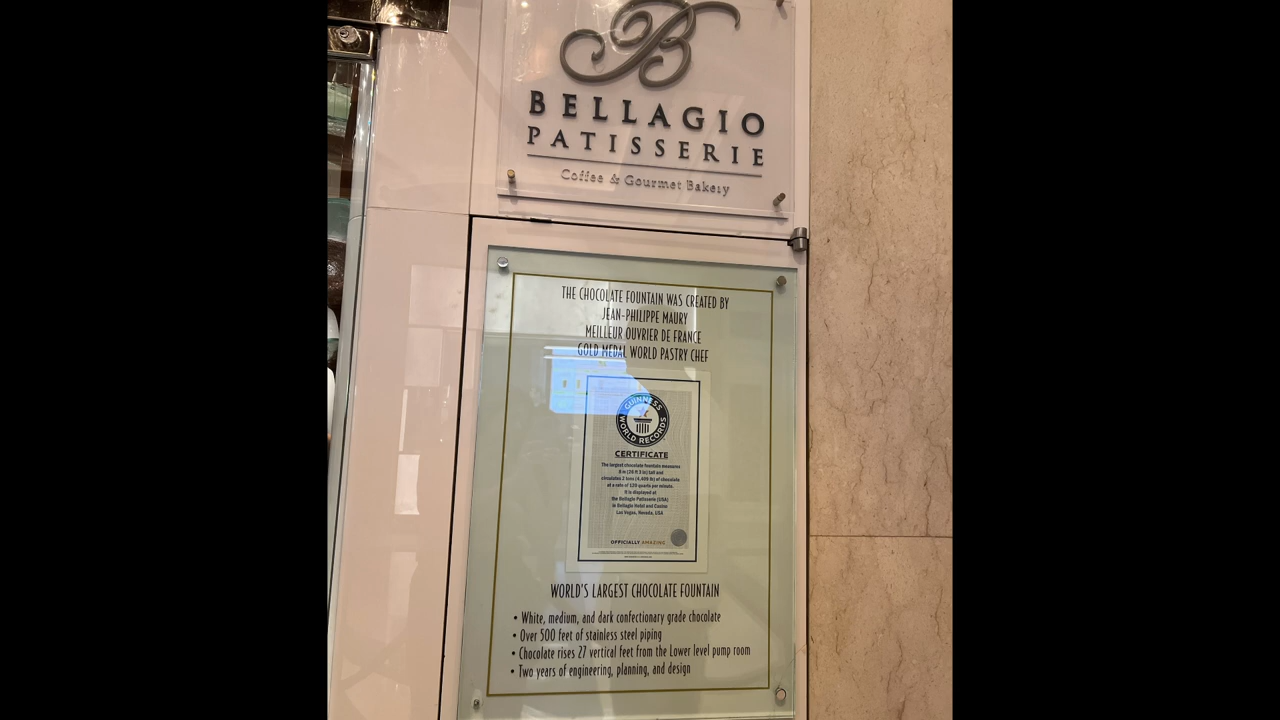 B
BELLAGIO
PATISSERIE
Coffee & Gourmet Bakery
THE CHOCOLATE FOUNTAIN WAS CREATED BY
JEAN-PHILIPPE MAURY
MEILLEUR OUVRIER DE FRANCE
GOLD MEDAL WORLD PASTRY CHEF
GUINNESS
WORLD RECORDS
CERTIFICATE
The largest chocolate fountain measures
8 m (26 ft 3 in) tall and
circulates 2 tons (4,409 lb) of chocolate
at a rate of 120 quarts per minute.
It is displayed at
the Bellagio Patisserie (USA)
in Bellagio Hotel and Casino
Las Vegas, Nevada, USA
OFFICIALLY AMAZING
WORLD'S LARGEST CHOCOLATE FOUNTAIN
• White, medium, and dark confectionary grade chocolate
• Over 500 feet of stainless steel piping
• Chocolate rises 27 vertical feet from the Lower level pump room
• Two years of engineering, planning, and design